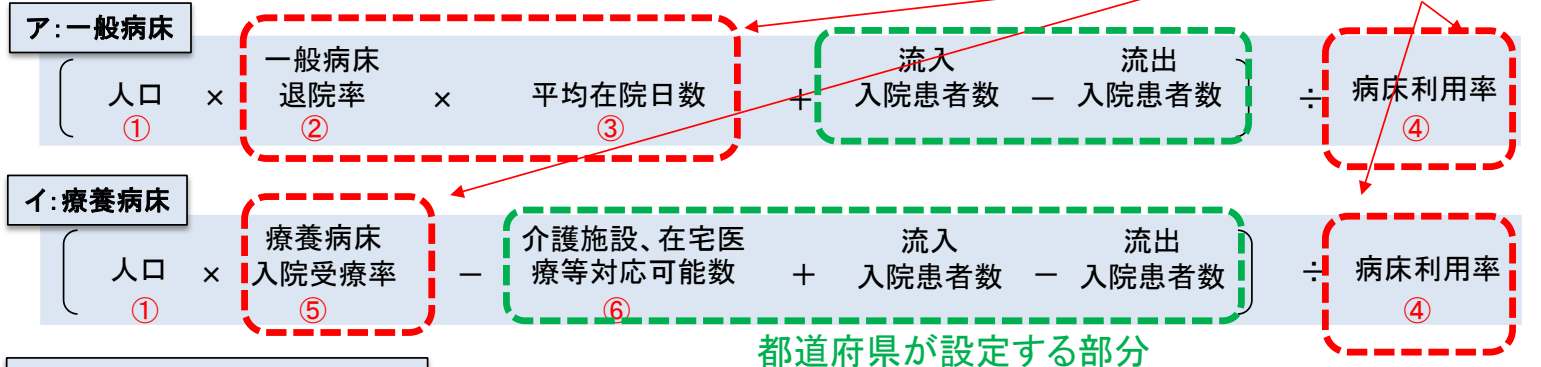 ア:一般病床
人口 × 一般病床退院率 × 平均在院日数 + 流入入院患者数 － 流出入院患者数 ÷ 病床利用率
① ② ③ ④
イ:療養病床
人口 × 療養病床入院受療率 － 介護施設、在宅医療等対応可能数 + 流入入院患者数 － 流出入院患者数 ÷ 病床利用率
① ⑤ ⑥ ④
都道府県が設定する部分